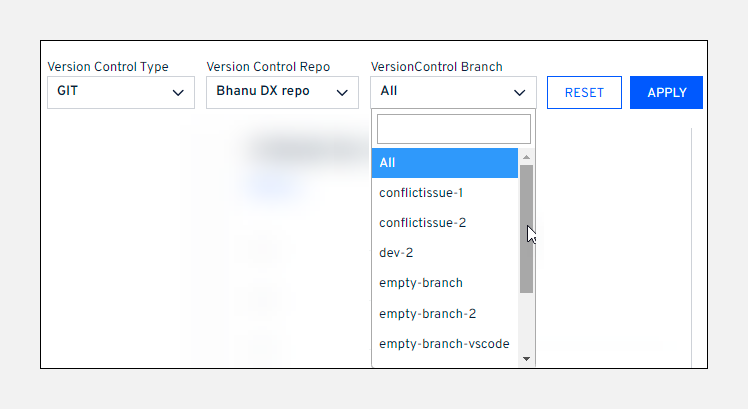 Version Control Type Version Control Repo VersionControl Branch
GIT Bhanu DX repo All RESET APPLY
All
conflictissue-1
conflictissue-2
dev-2
empty-branch
empty-branch-2
empty-branch-vscode